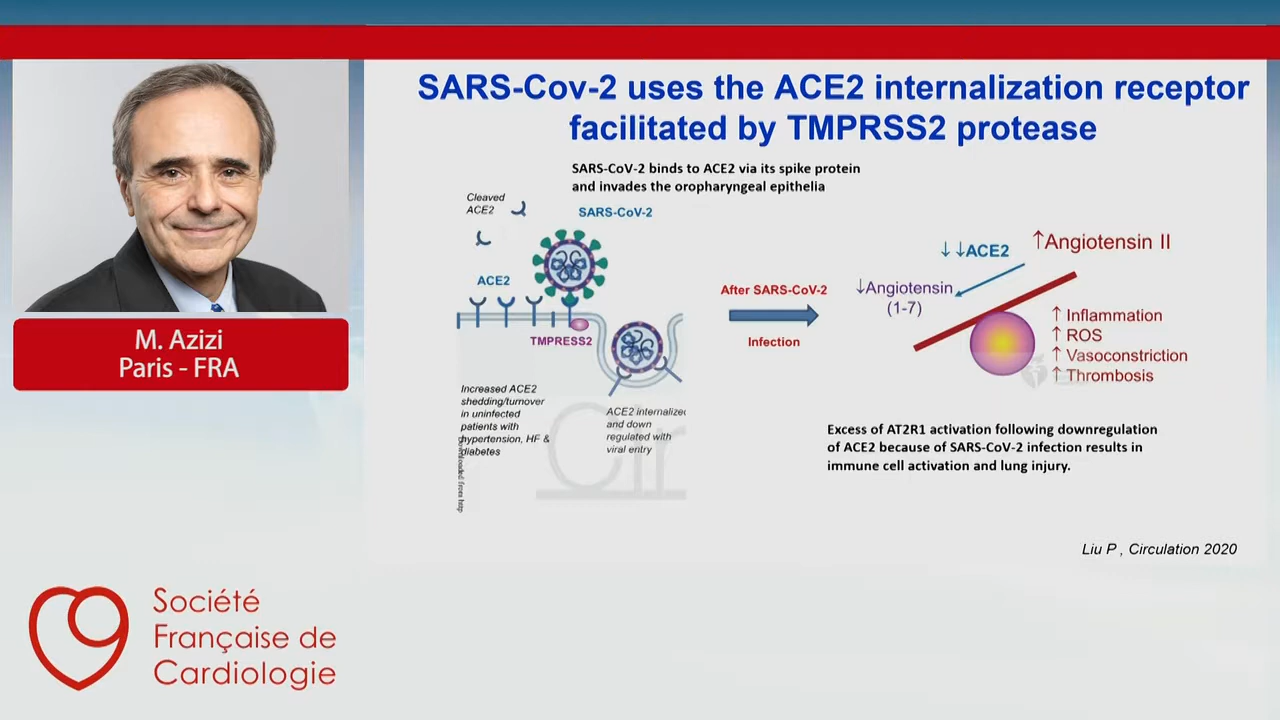 SARS-Cov-2 uses the ACE2 internalization receptor
facilitated by TMPRSS2 protease
SARS-CoV-2 binds to ACE2 via its spike protein
and invades the oropharyngeal epithelia
Cleaved
ACE2
SARS-CoV-2
ACE2
TMPRESS2
Increased ACE2
shedding/turnover
in uninfected
patients with
hypertension, HF &
diabetes
ACE2 internalized
and down
regulated with
viral entry
Downloaded from http
Cir
After SARS-CoV-2
Infection
↓↓ACE2
↑Angiotensin II
↓Angiotensin
(1-7)
↑ Inflammation
↑ ROS
↑ Vasoconstriction
↑ Thrombosis
Excess of AT2R1 activation following downregulation
of ACE2 because of SARS-CoV-2 infection results in
immune cell activation and lung injury.
Liu P , Circulation 2020
M. Azizi
Paris - FRA
Société
Française de
Cardiologie